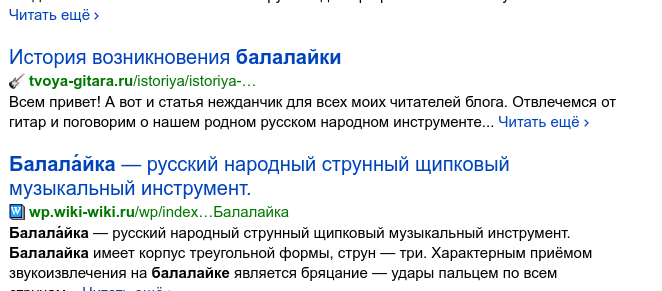 Читать ещё ›
История возникновения балалайки
tvoya-gitara.ru/istoriya/istoriya-…
Всем привет! А вот и статья нежданчик для всех моих читателей блога. Отвлечемся от
гитар и поговорим о нашем родном русском народном инструменте... Читать ещё ›
Балала́йка — русский народный струнный щипковый
музыкальный инструмент.
wp.wiki-wiki.ru/wp/index…Балалайка
Балала́йка — русский народный струнный щипковый музыкальный инструмент.
Балалайка имеет корпус треугольной формы, струн — три. Характерным приёмом
звукоизвлечения на балалайке является бряцание — удары пальцем по всем
струнам... Читать ещё ›